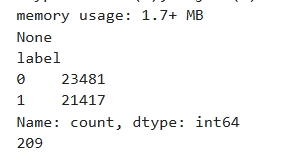 memory usage: 1.7+ MB
None
label
0    23481
1    21417
Name: count, dtype: int64
209